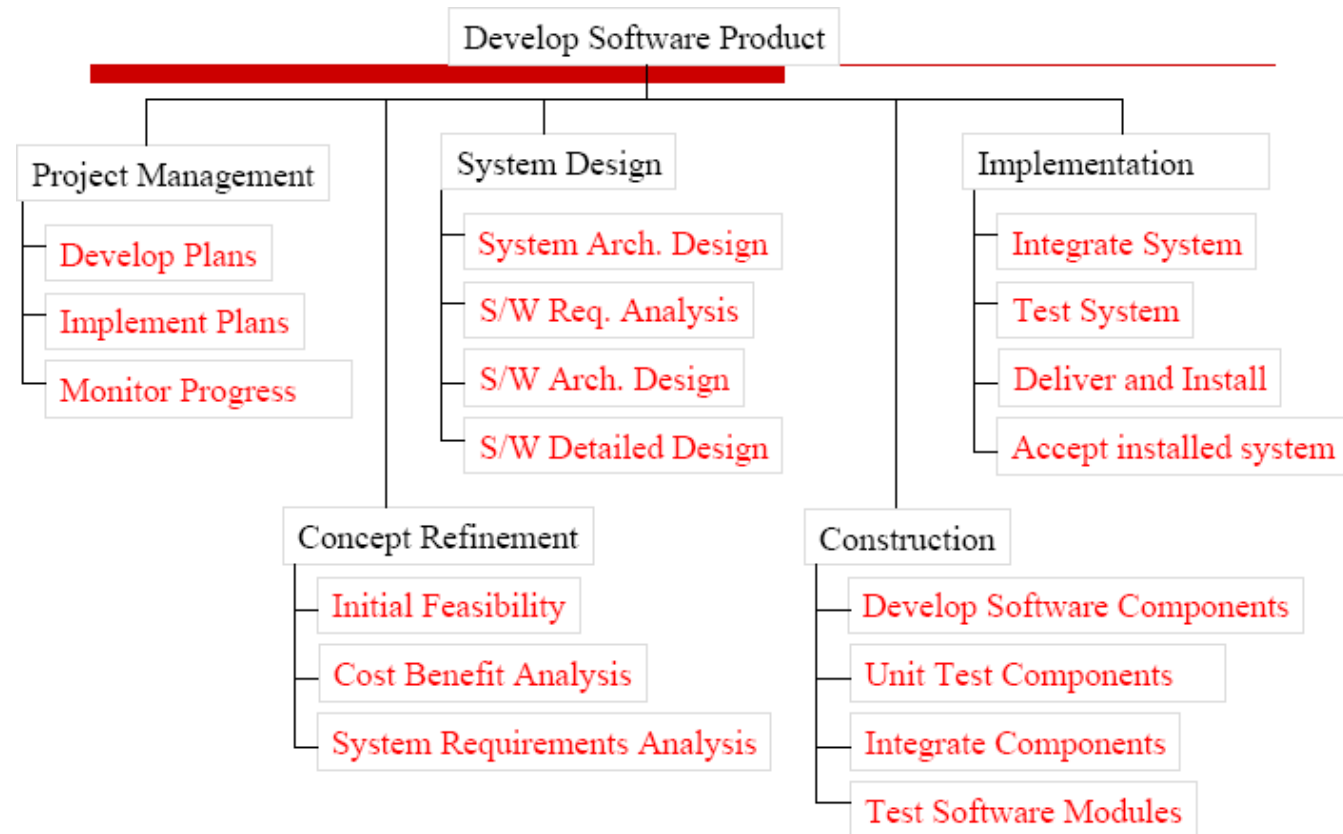 Develop Software Product
Project Management
Develop Plans
Implement Plans
Monitor Progress
System Design
System Arch. Design
S/W Req. Analysis
S/W Arch. Design
S/W Detailed Design
Implementation
Integrate System
Test System
Deliver and Install
Accept installed system
Concept Refinement
Initial Feasibility
Cost Benefit Analysis
System Requirements Analysis
Construction
Develop Software Components
Unit Test Components
Integrate Components
Test Software Modules